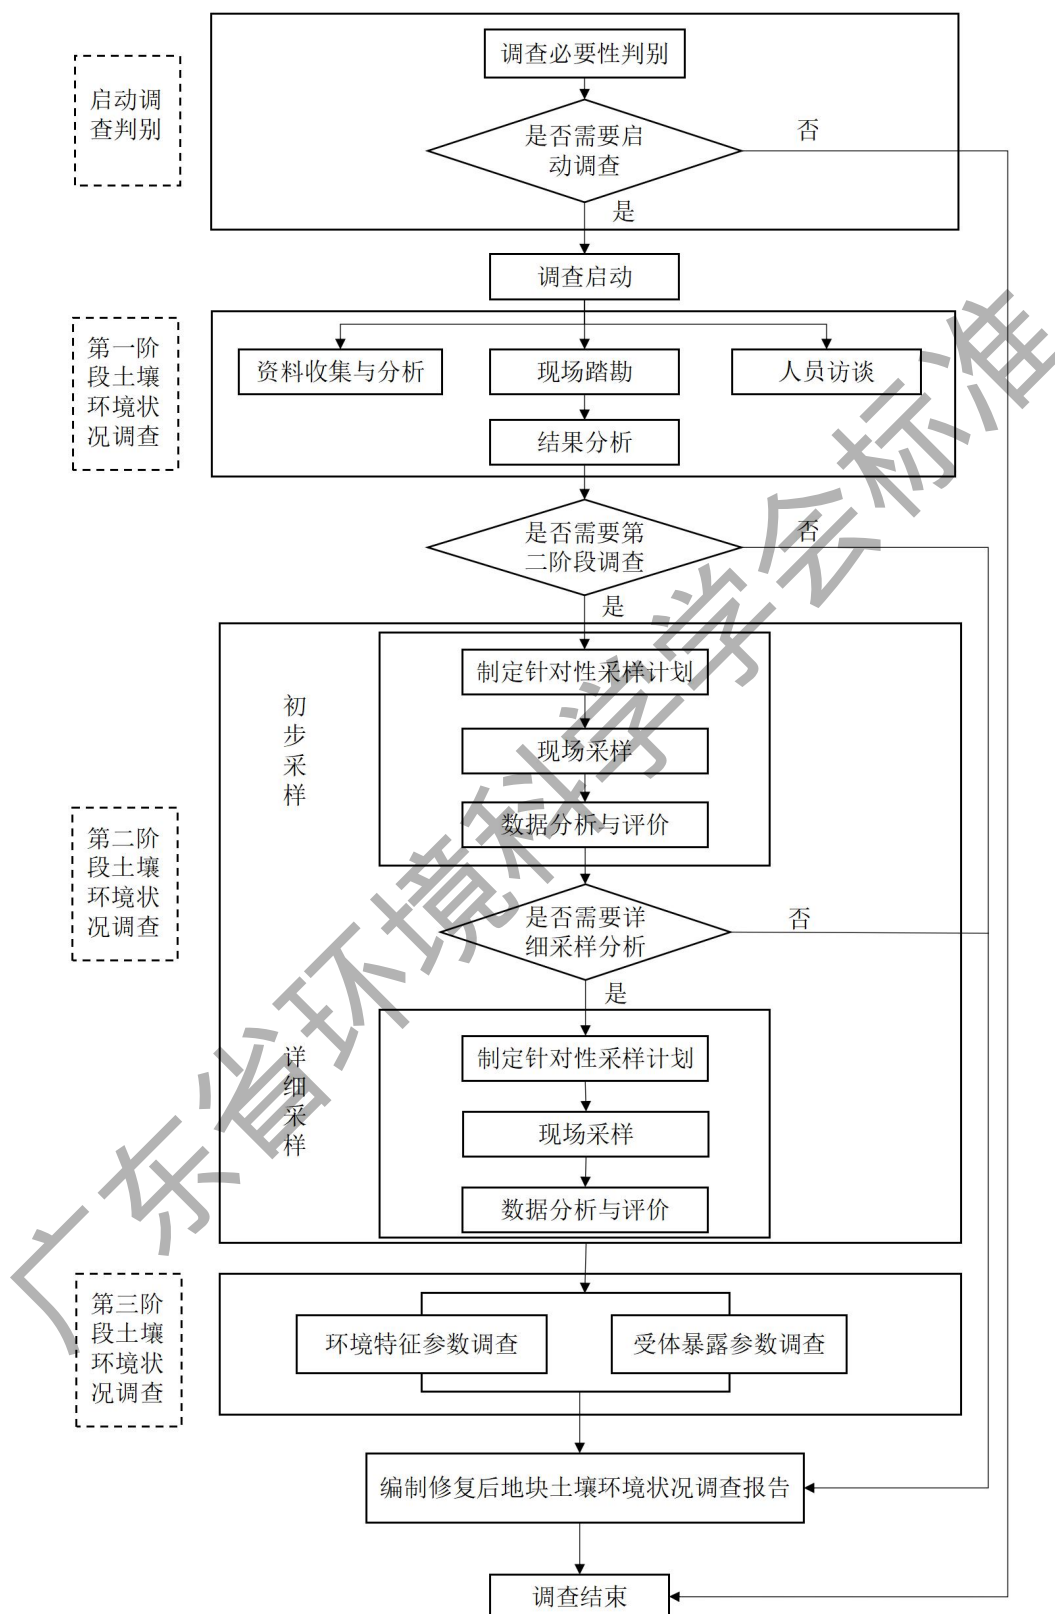 调查必要性判别
启动调
查判别
是否需要启
动调查
否
是
调查启动
第一阶
段土壤
环境状
况调查
资料收集与分析
现场踏勘
人员访谈
结果分析
是否需要第
二阶段调查
否
是
初
步
采
样
制定针对性采样计划
现场采样
数据分析与评价
第二阶
段土壤
环境状
况调查
是否需要详
细采样分析
否
是
详
细
采
样
制定针对性采样计划
现场采样
数据分析与评价
第三阶
段土壤
环境状
况调查
环境特征参数调查
受体暴露参数调查
编制修复后地块土壤环境状况调查报告
调查结束
广东省环境科学学会标准